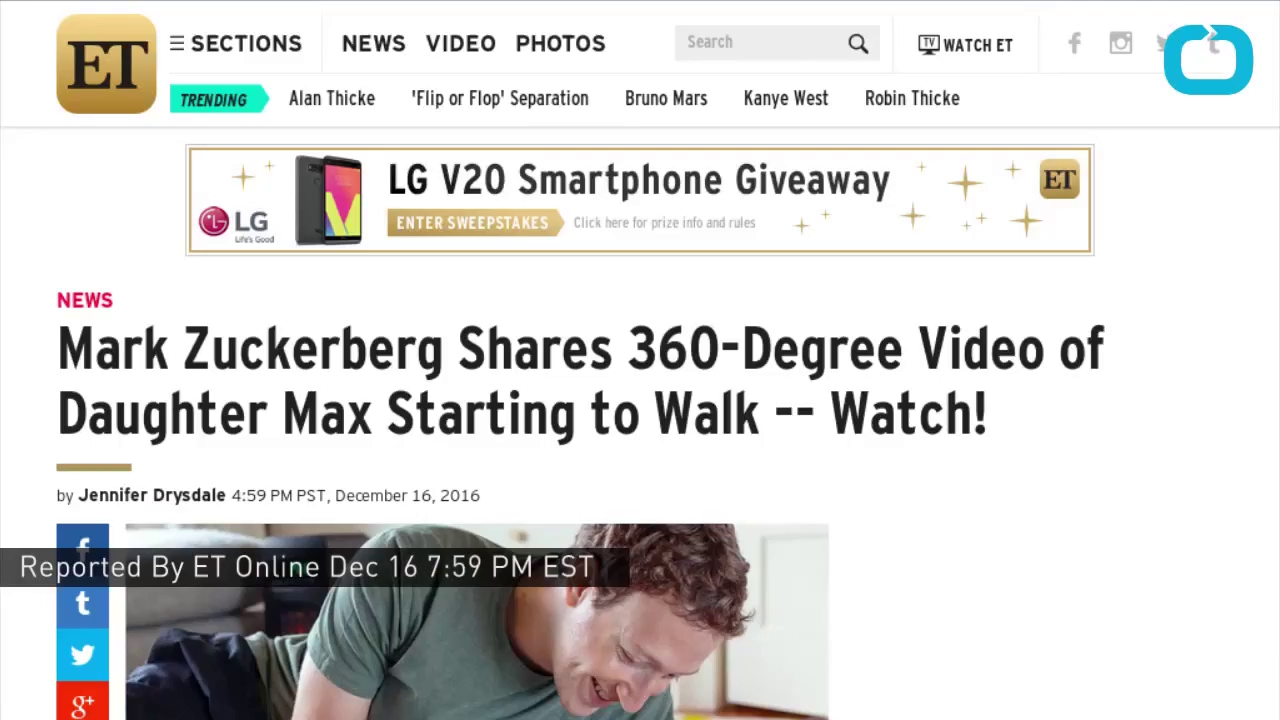 ET
SECTIONS
NEWS VIDEO PHOTOS
Search
TV
WATCH ET
TRENDING
Alan Thicke 'Flip or Flop' Separation Bruno Mars Kanye West Robin Thicke
LG V20 Smartphone Giveaway
ET
LG
Life's Good
ENTER SWEEPSTAKES Click here for prize info and rules
NEWS
Mark Zuckerberg Shares 360-Degree Video of
Daughter Max Starting to Walk -- Watch!
by Jennifer Drysdale 4:59 PM PST, December 16, 2016
Reported By ET Online Dec 16 7:59 PM EST